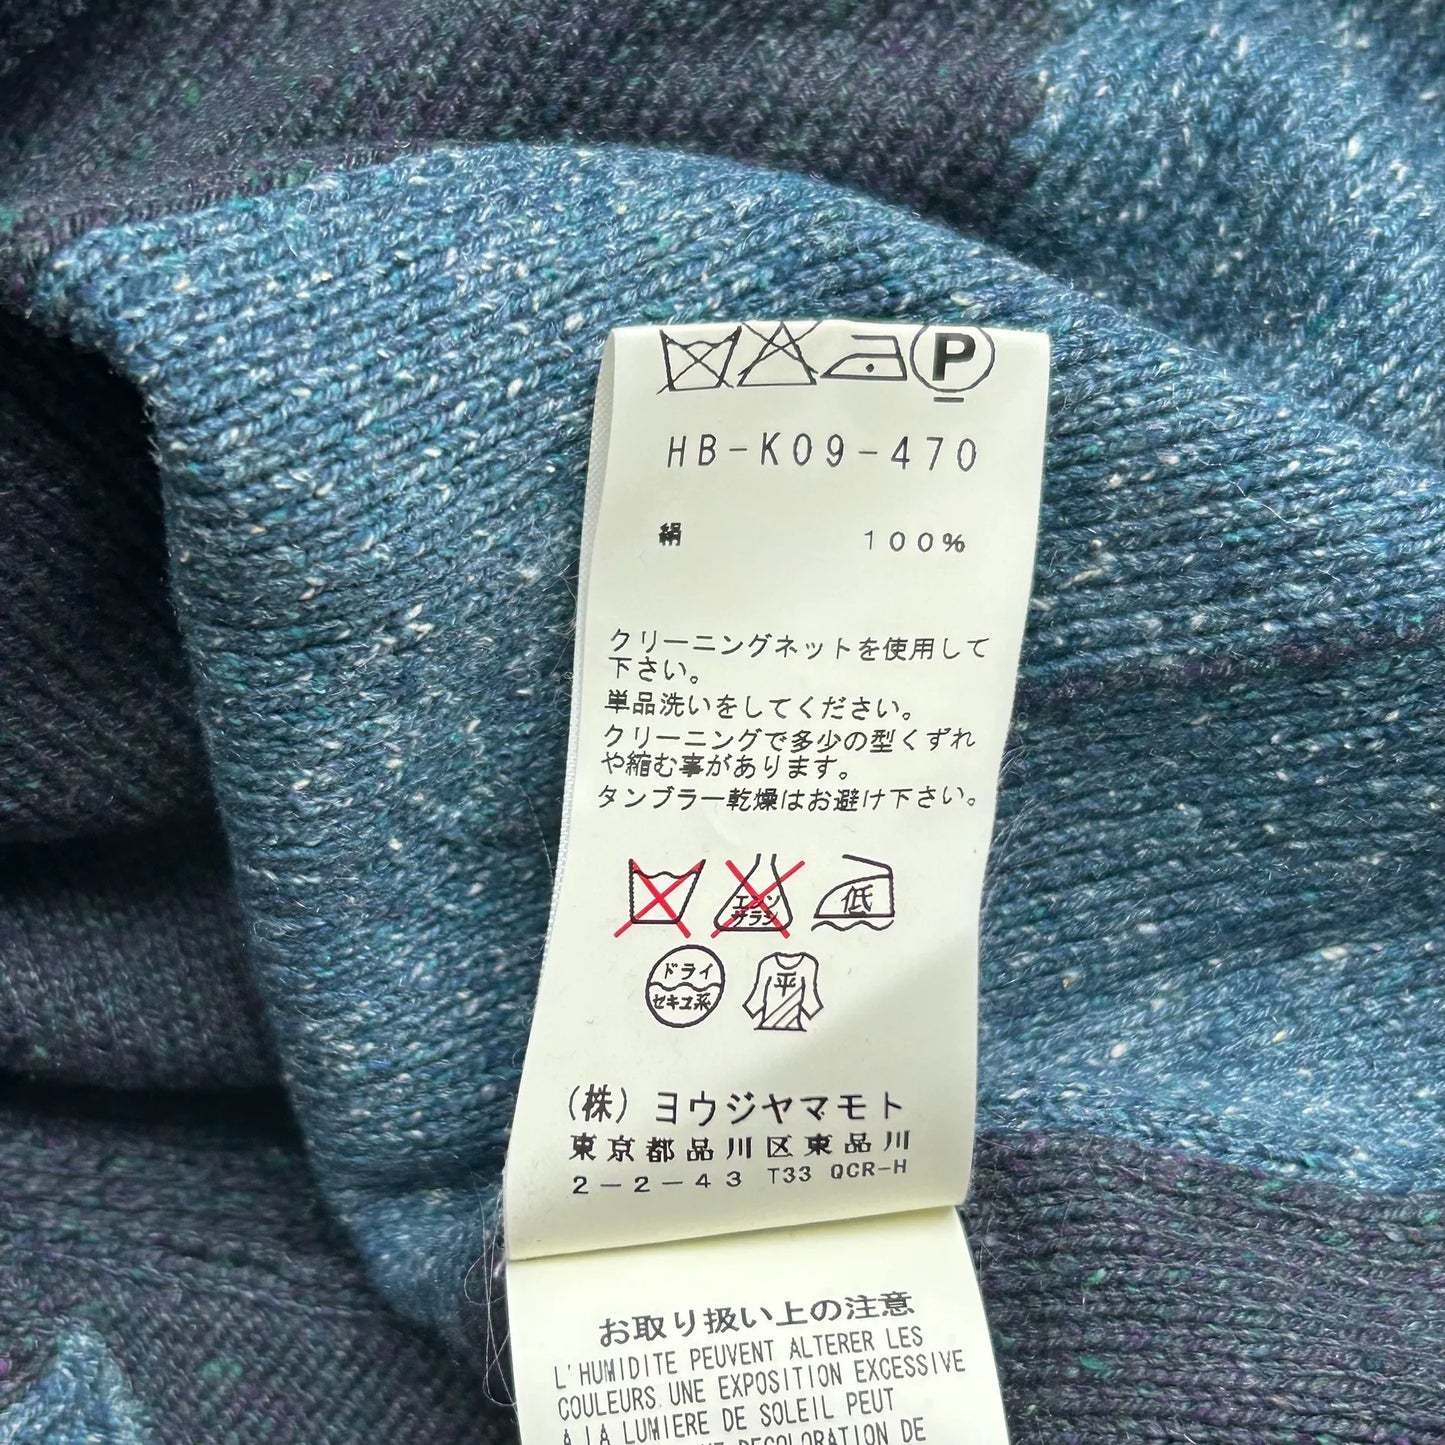 P
HB-K09-470
絹 100%
クリーニングネットを使用して
下さい。
単品洗いをしてください。
クリーニングで多少の型くずれ
や縮む事があります。
タンブラー乾燥はお避け下さい。
エンソ
サラシ
低
ドライ
セキユ系
平
(株)ヨウジヤマモト
東京都品川区東品川
2-2-43 T33 QCR-H
お取り扱い上の注意
L'HUMIDITE PEUVENT ALTERER LES
COULEURS.UNE EXPOSITION EXCESSIVE
A LA LUMIERE DE SOLEIL PEUT
DECOLORATION DE